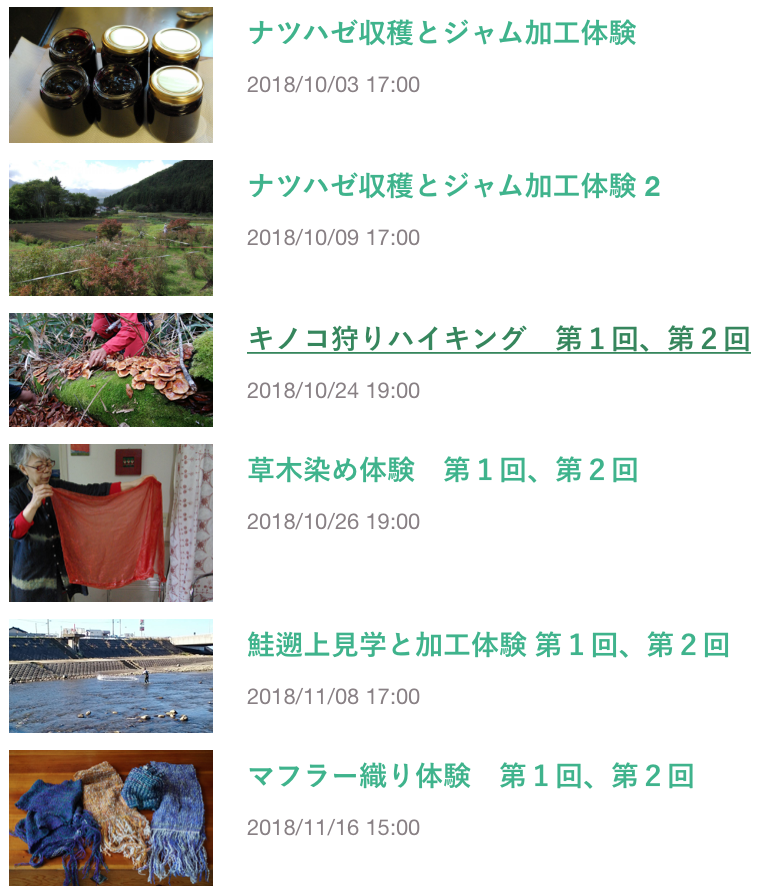 ナツハゼ収穫とジャム加工体験
2018/10/03 17:00
ナツハゼ収穫とジャム加工体験 2
2018/10/09 17:00
キノコ狩りハイキング　第１回、第２回
2018/10/24 19:00
草木染め体験　第１回、第２回
2018/10/26 19:00
鮭遡上見学と加工体験 第１回、第２回
2018/11/08 17:00
マフラー織り体験　第１回、第２回
2018/11/16 15:00